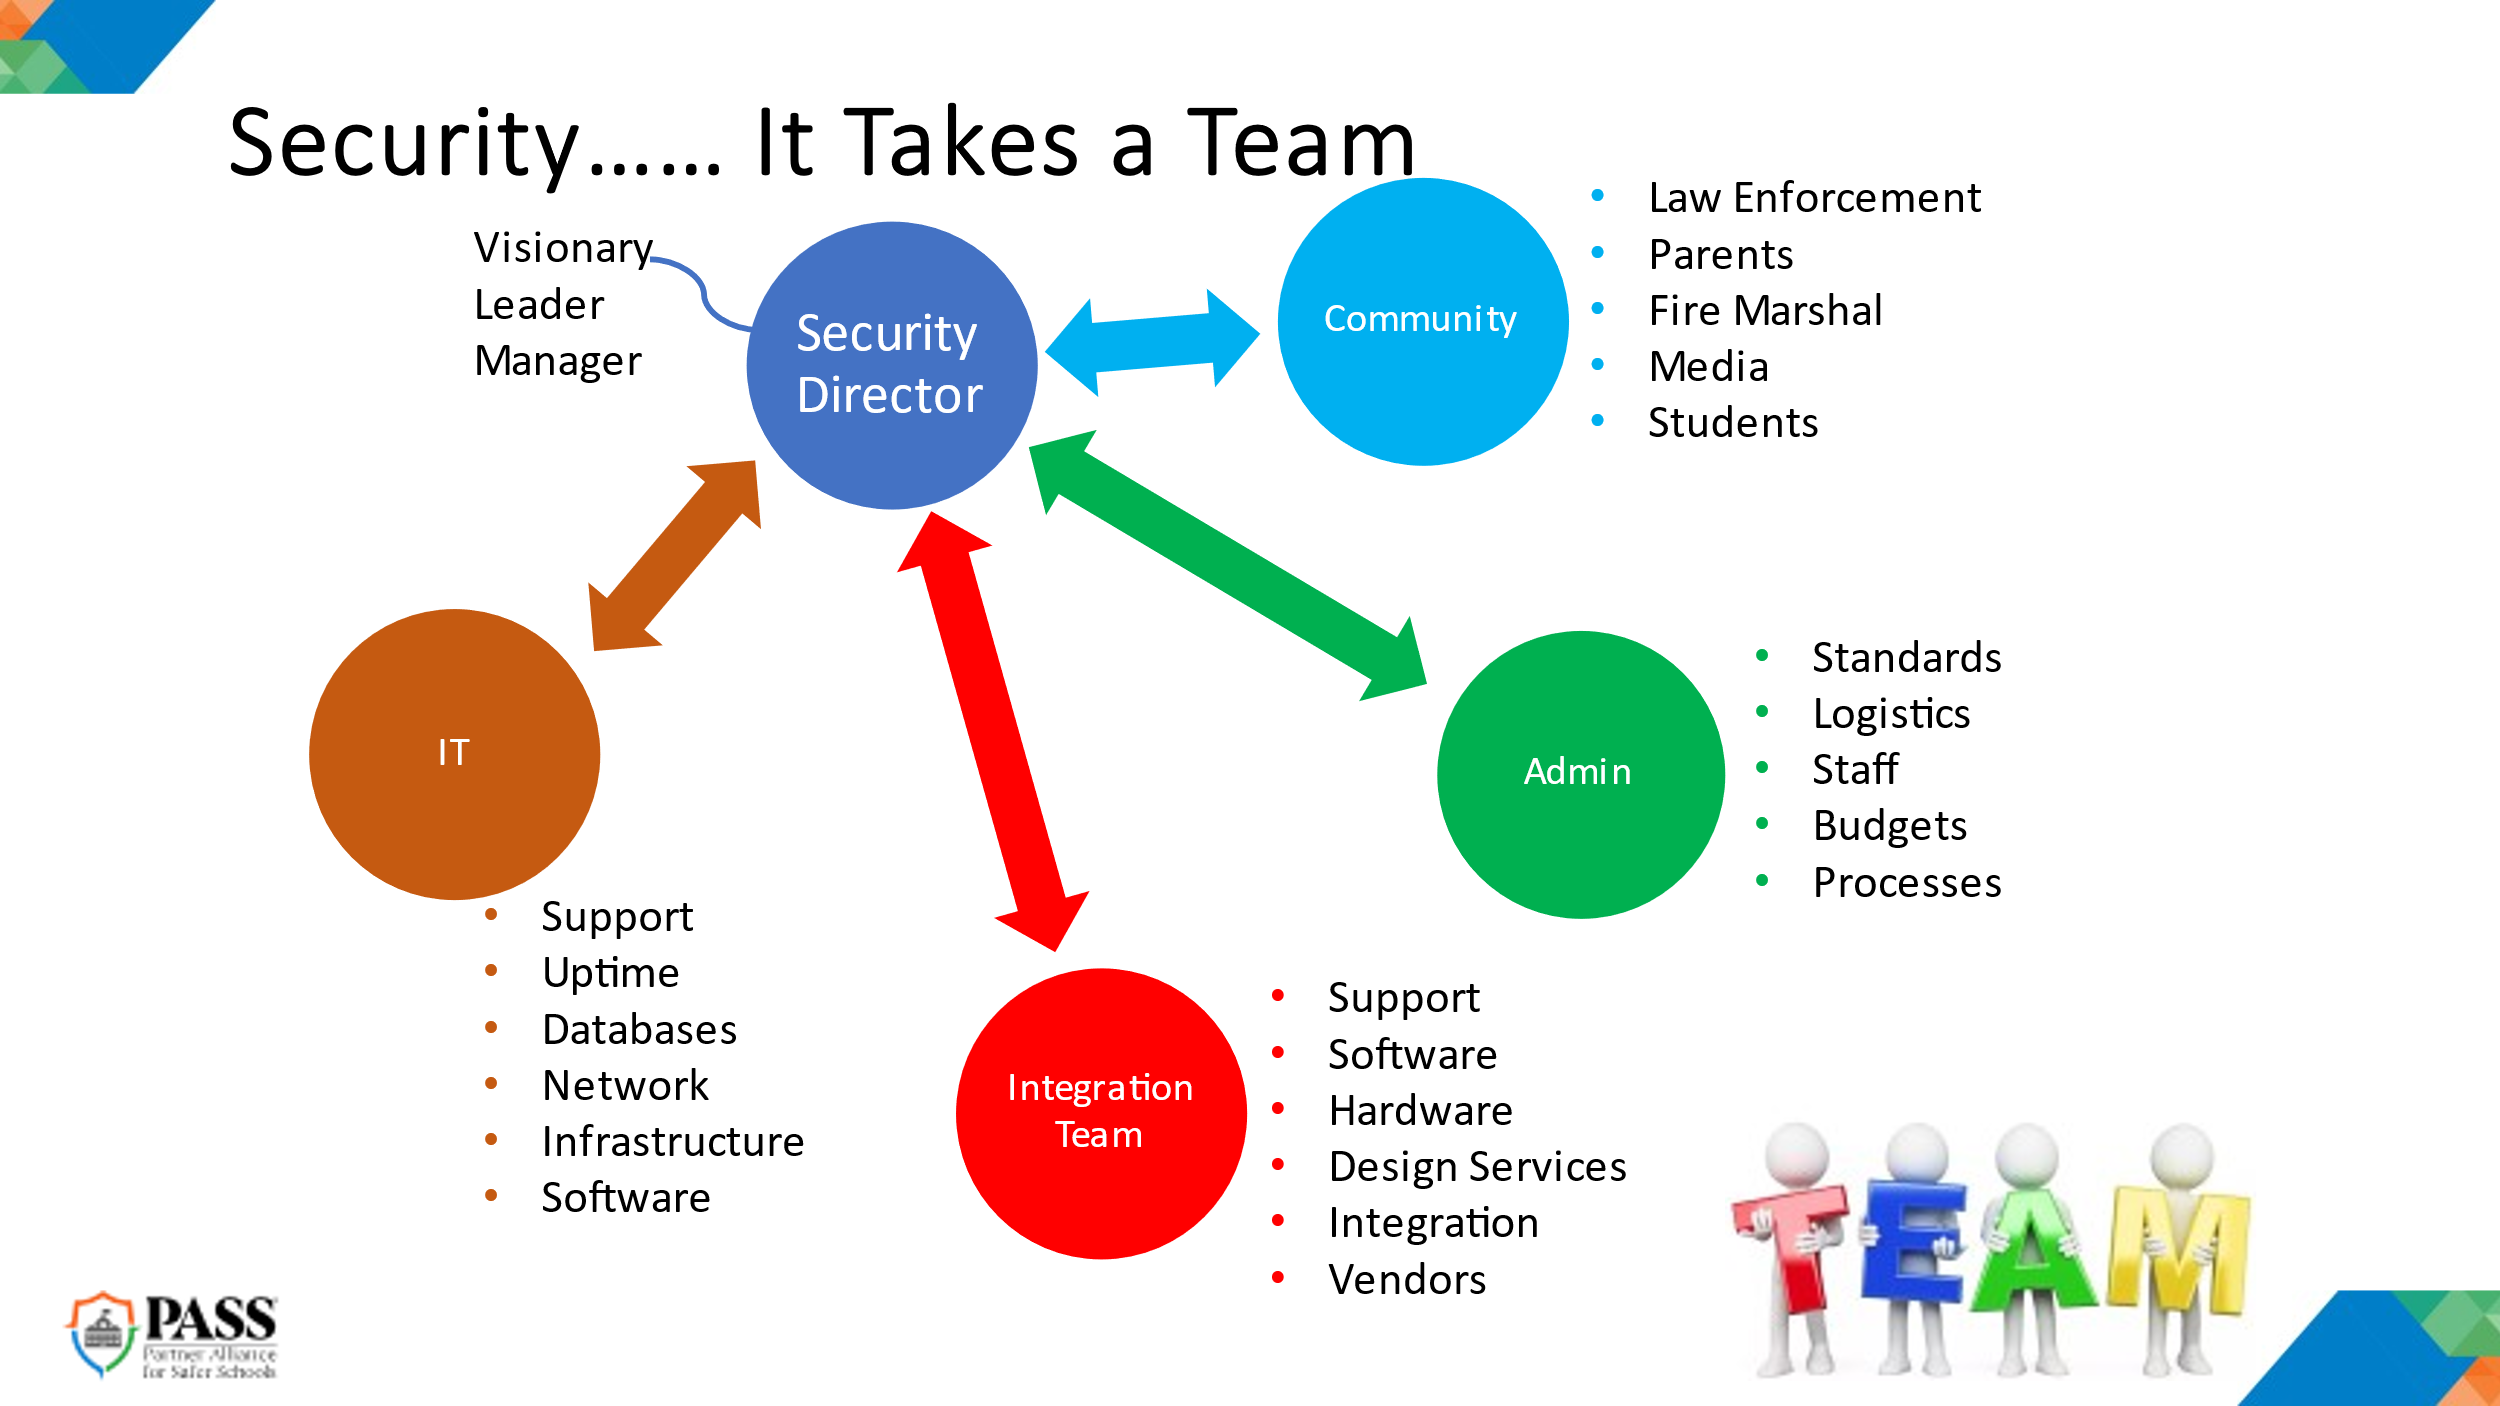 Security…… It Takes a Team
Visionary
Leader
Manager
Security
Director
Community
• Law Enforcement
• Parents
• Fire Marshal
• Media
• Students
IT
• Support
• Uptime
• Databases
• Network
• Infrastructure
• Software
Integration
Team
• Support
• Software
• Hardware
• Design Services
• Integration
• Vendors
Admin
• Standards
• Logistics
• Staff
• Budgets
• Processes
TEAM
PASS
Partner Alliance
for Safer Schools